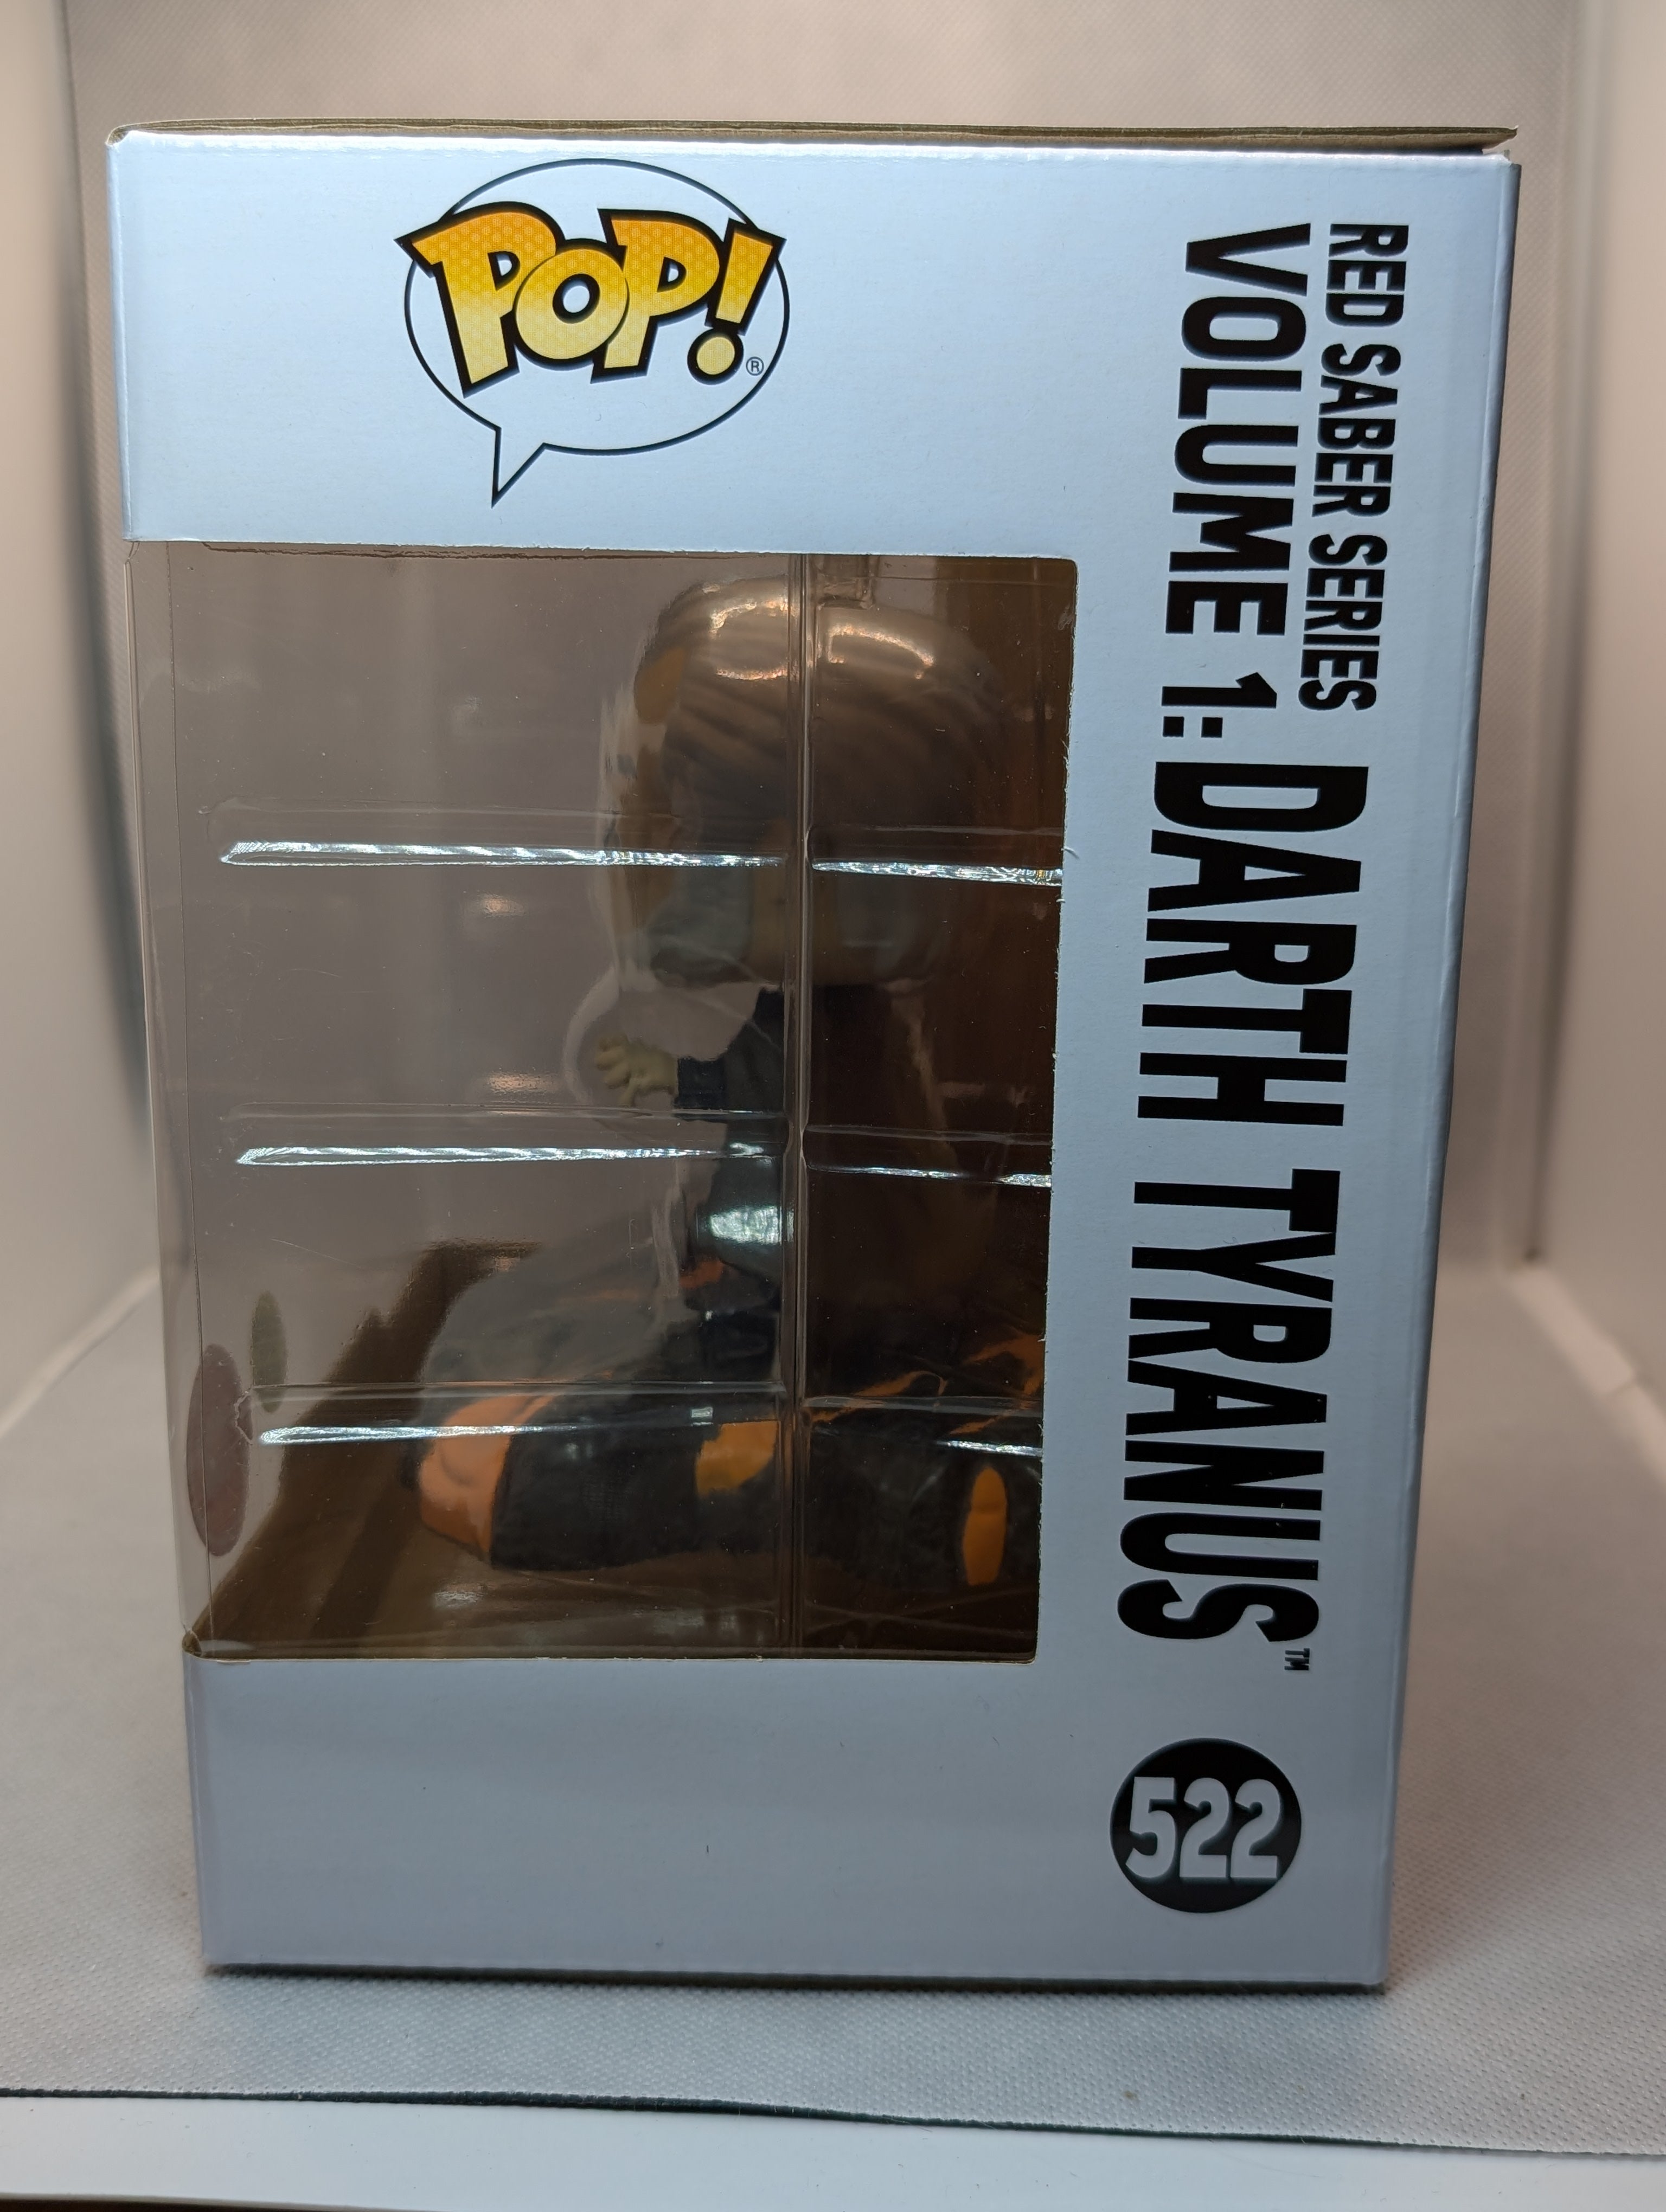 POP!®
RED SABER SERIES
VOLUME 1: DARTH TYRANUS™
522